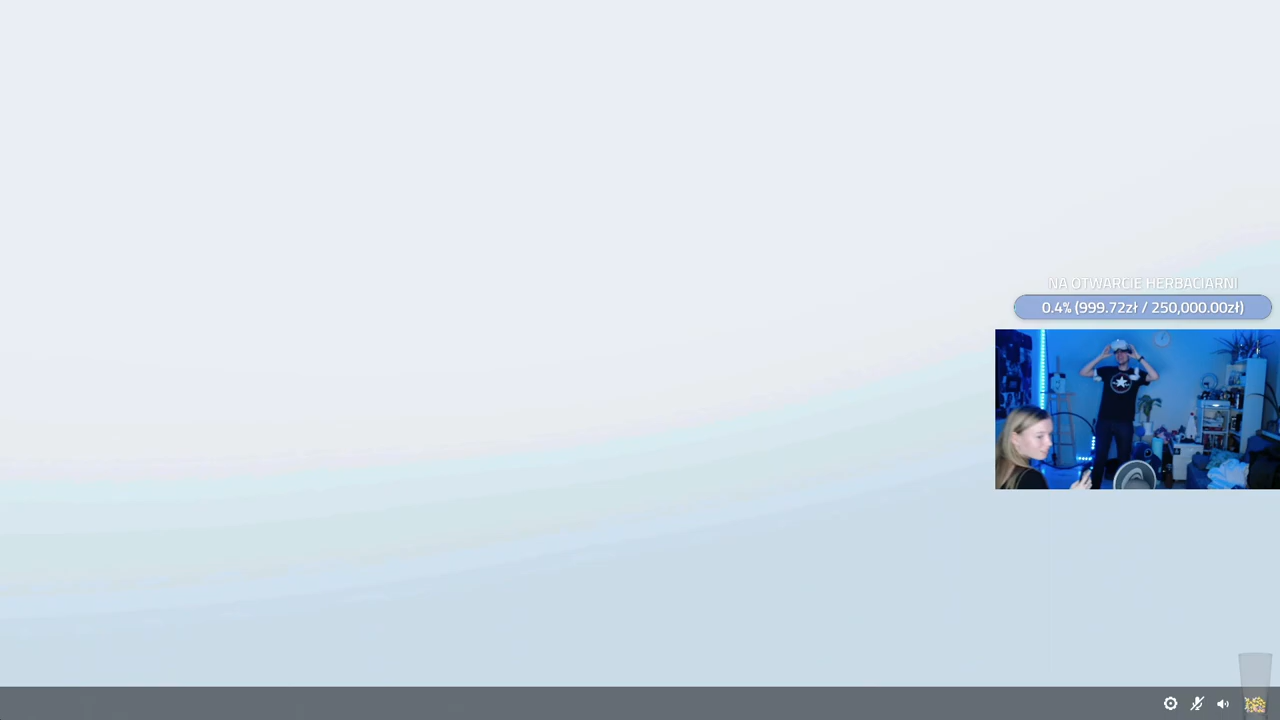 NA OTWARCIE HERBACIARNI
0.4% (999.72zł / 250,000.00zł)